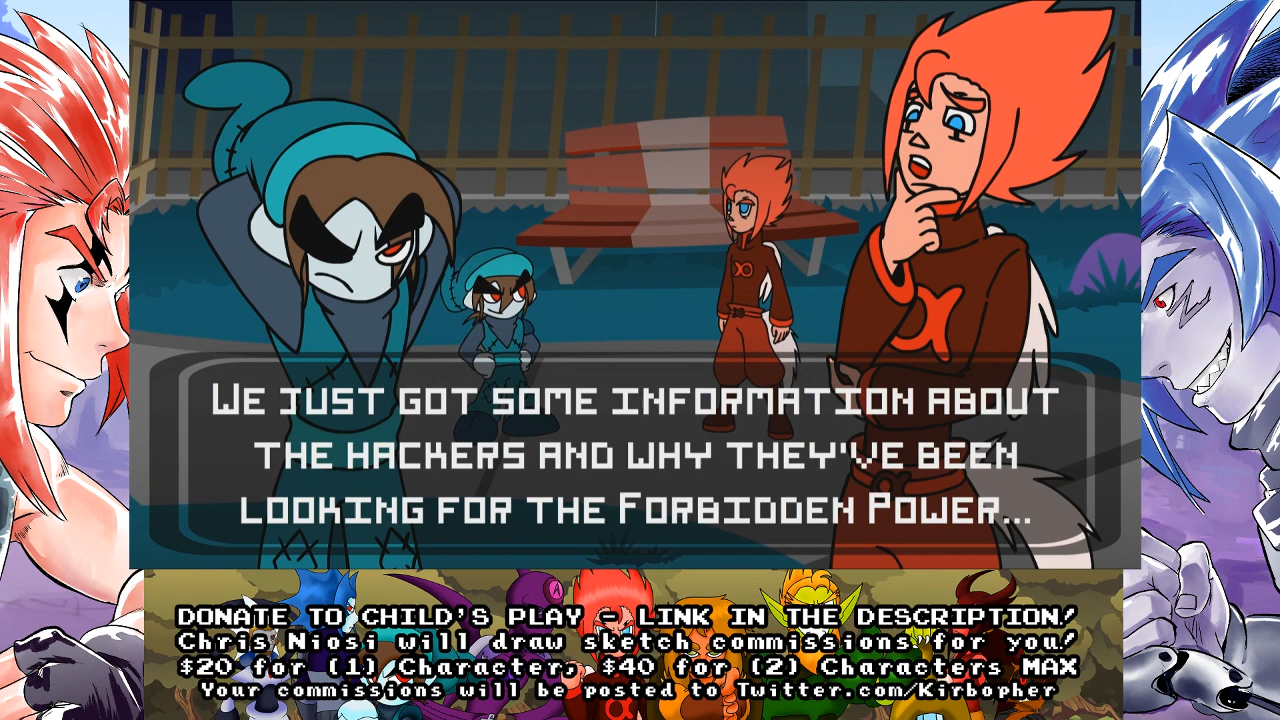 We just got some information about
the hackers and why they've been
looking for the Forbidden Power...
DONATE TO CHILD'S PLAY - LINK IN THE DESCRIPTION!
Chris Niosi will draw sketch commissions for you!
$20 for (1) Character, $40 for (2) Characters MAX
Your commissions will be posted to Twitter.com/Kirbopher